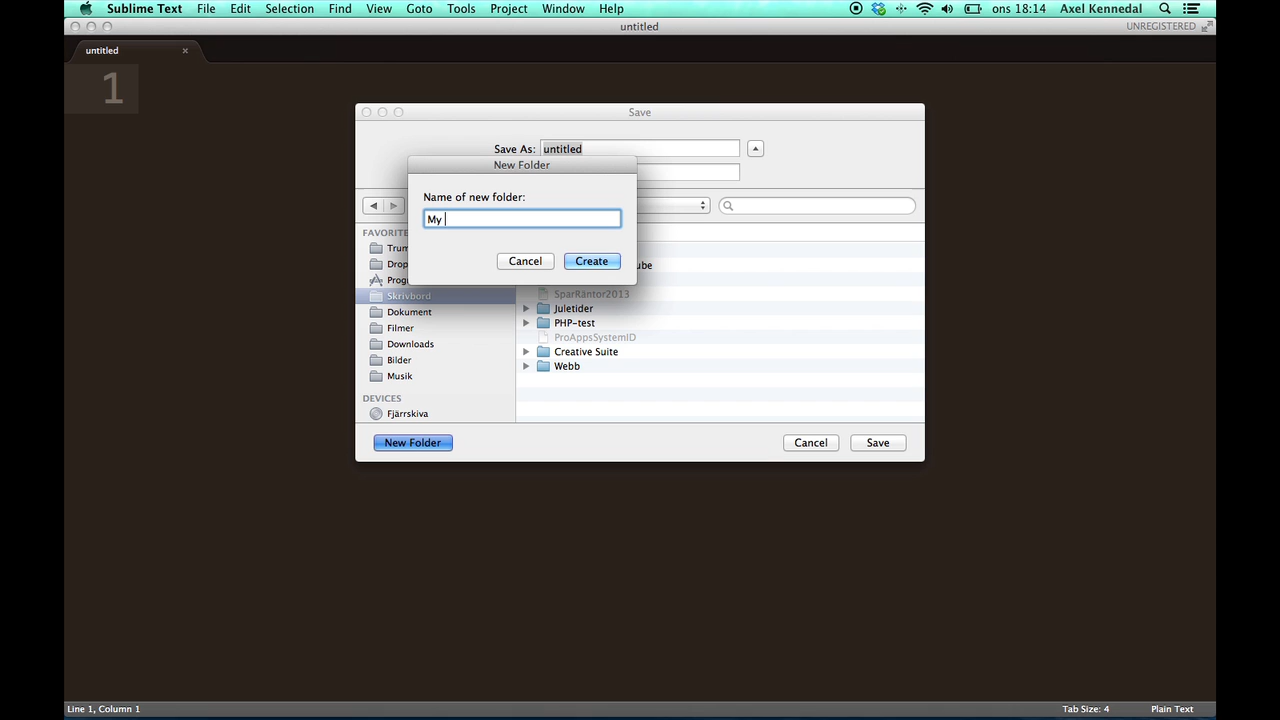 Sublime Text File Edit Selection Find View Goto Tools Project Window Help ons 18:14 Axel Kennedal
untitled UNREGISTERED
untitled
1
Save
Save As: untitled
New Folder
Name of new folder:
My
Cancel Create
FAVORITE
Trum
Drop
Progr
Skrivbord
Dokument
Filmer
Downloads
Bilder
Musik
DEVICES
Fjärrskiva
ube
SparRäntor2013
Juletider
PHP-test
ProAppsSystemID
Creative Suite
Webb
New Folder Cancel Save
Line 1, Column 1 Tab Size: 4 Plain Text